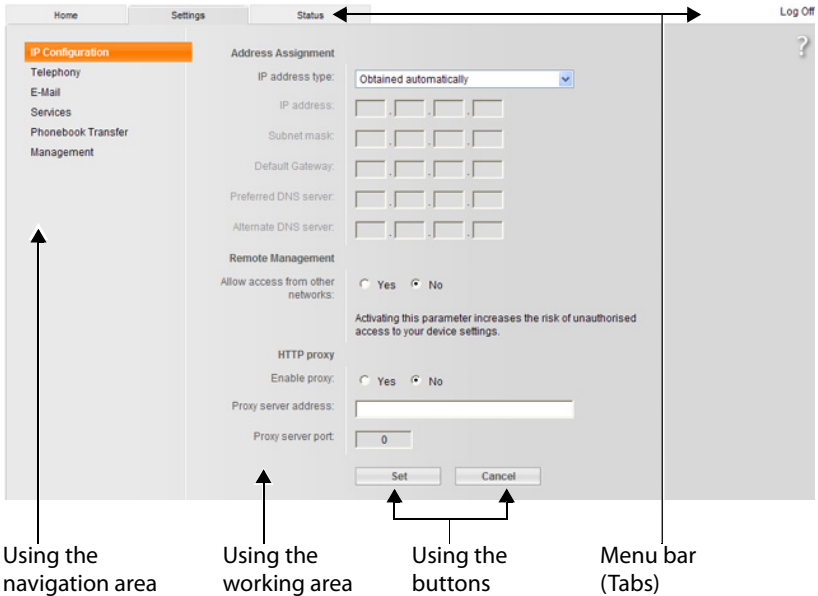 Home Settings Status Log Off
?
IP Configuration
Telephony
E-Mail
Services
Phonebook Transfer
Management
Address Assignment
IP address type: Obtained automatically
IP address: . . .
Subnet mask: . . .
Default Gateway: . . .
Preferred DNS server: . . .
Alternate DNS server: . . .
Remote Management
Allow access from other
networks: Yes No
Activating this parameter increases the risk of unauthorised
access to your device settings.
HTTP proxy
Enable proxy: Yes No
Proxy server address:
Proxy server port: 0
Set Cancel
Using the
navigation area
Using the
working area
Using the
buttons
Menu bar
(Tabs)